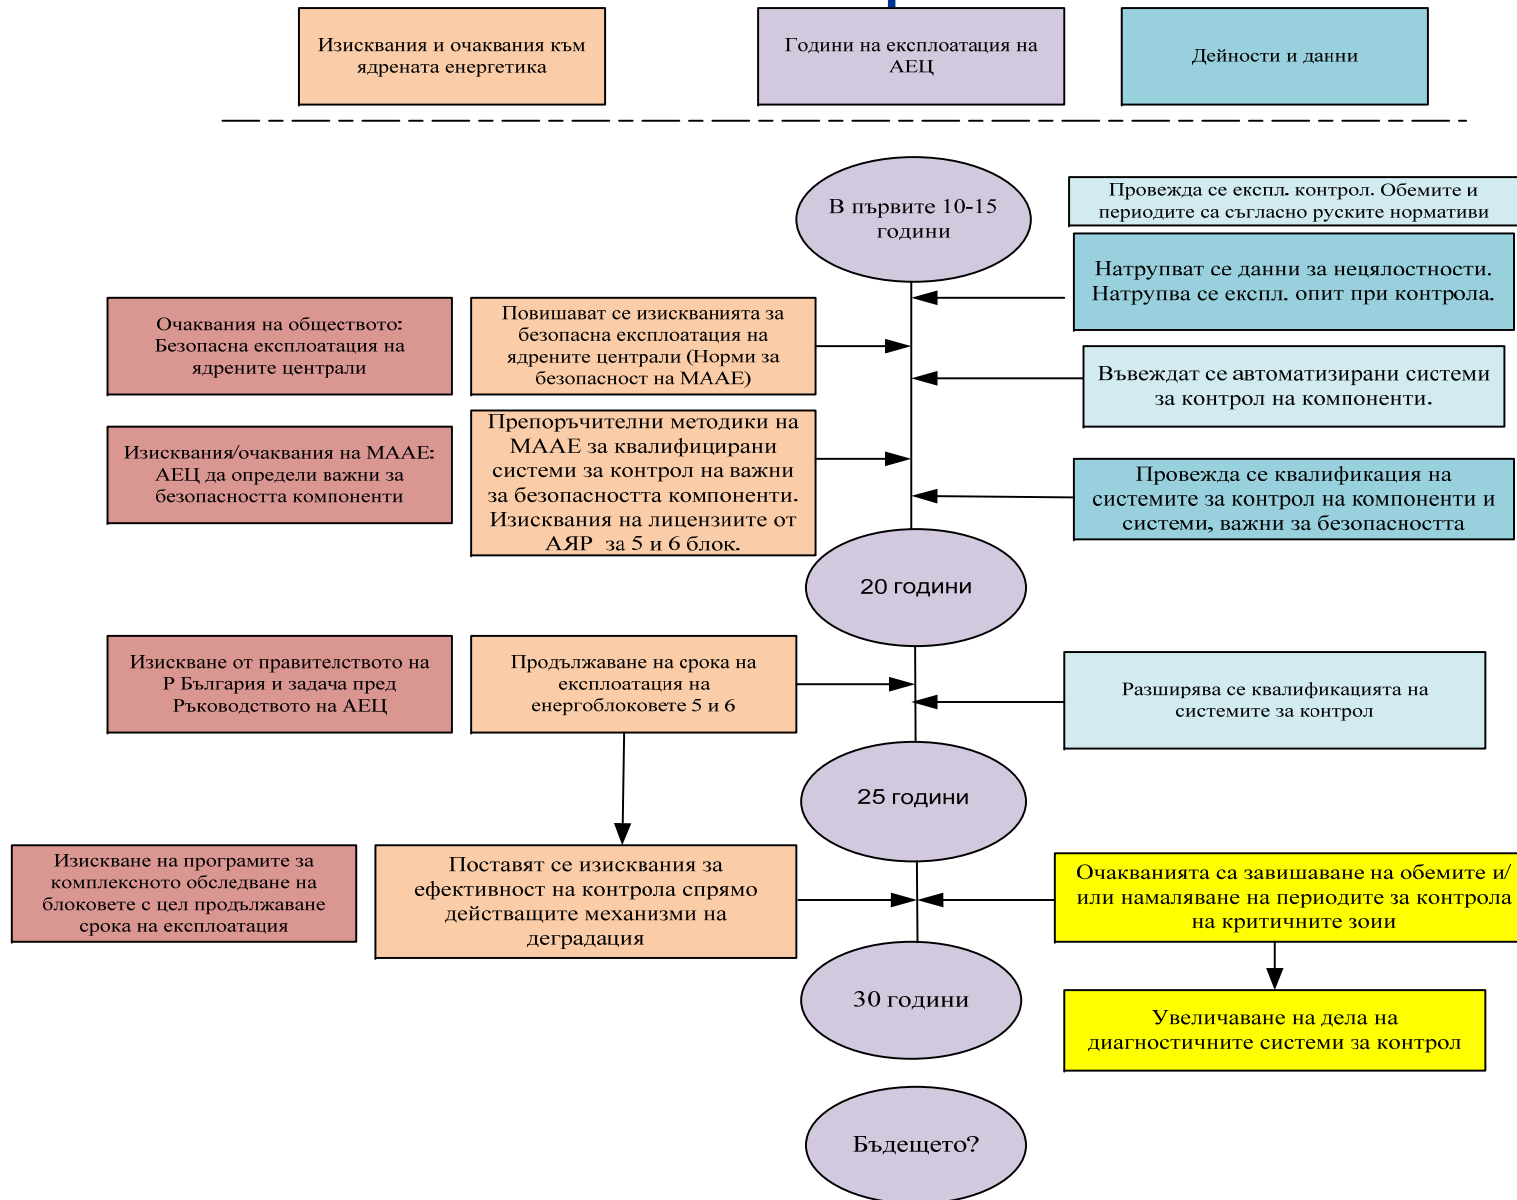 Изисквания и очаквания към
ядрената енергетика
Години на експлоатация на
АЕЦ
Дейности и данни
В първите 10-15
години
Провежда се експл. контрол. Обемите и
периодите са съгласно руските нормативи
Натрупват се данни за нецялостности.
Натрупва се експл. опит при контрола.
Очаквания на обществото:
Безопасна експлоатация на
ядрените централи
Повишават се изискванията за
безопасна експлоатация на
ядрените централи (Норми за
безопасност на МААЕ)
Въвеждат се автоматизирани системи
за контрол на компоненти.
Изисквания/очаквания на МААЕ:
АЕЦ да определи важни за
безопасността компоненти
Препоръчителни методики на
МААЕ за квалифицирани
системи за контрол на важни
за безопасността компоненти.
Изисквания на лицензиите от
АЯР за 5 и 6 блок.
Провежда се квалификация на
системите за контрол на компоненти и
системи, важни за безопасността
20 години
Изискване от правителството на
Р България и задача пред
Ръководството на АЕЦ
Продължаване на срока на
експлоатация на
енергоблоковете 5 и 6
Разширява се квалификацията на
системите за контрол
25 години
Изискване на програмите за
комплексното обследване на
блоковете с цел продължаване
срока на експлоатация
Поставят се изисквания за
ефективност на контрола спрямо
действащите механизми на
деградация
Очакванията са завишаване на обемите и/
или намаляване на периодите за контрола
на критичните зоии
30 години
Увеличаване на дела на
диагностичните системи за контрол
Бъдещето?